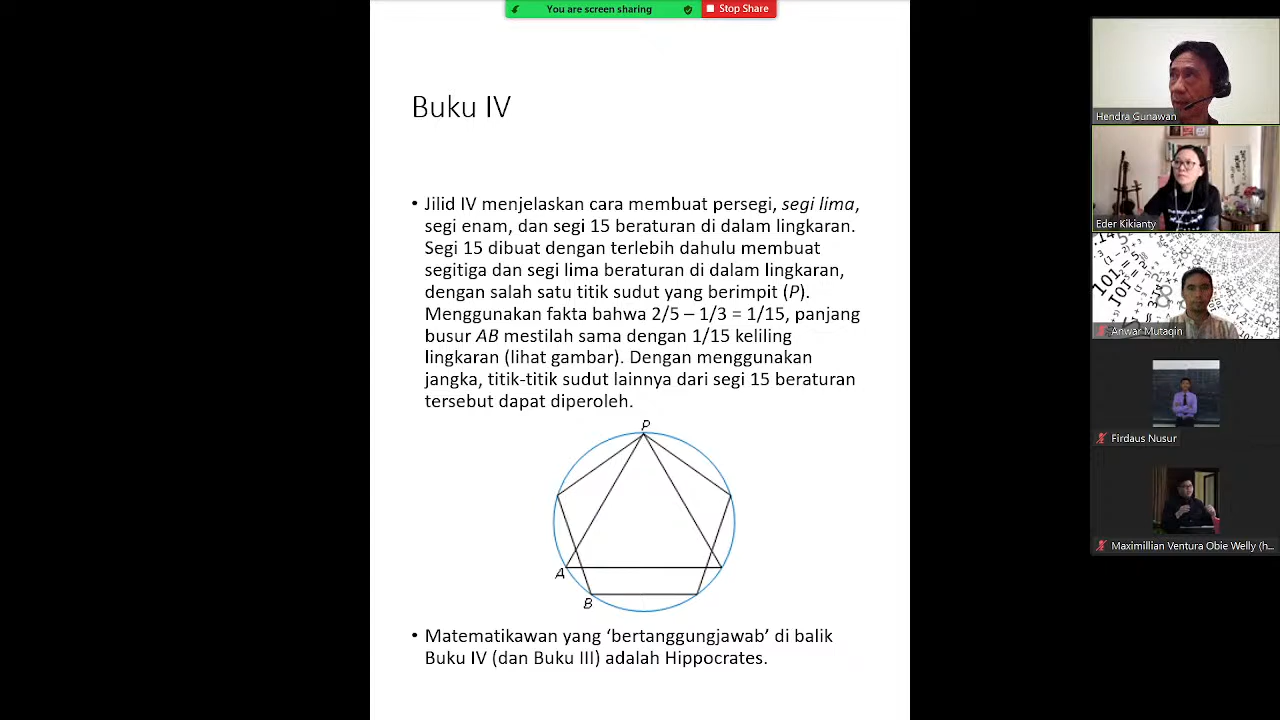 You are screen sharing
Stop Share
Buku IV
• Jilid IV menjelaskan cara membuat persegi, segi lima,
segi enam, dan segi 15 beraturan di dalam lingkaran.
Segi 15 dibuat dengan terlebih dahulu membuat
segitiga dan segi lima beraturan di dalam lingkaran,
dengan salah satu titik sudut yang berimpit (P).
Menggunakan fakta bahwa 2/5 – 1/3 = 1/15, panjang
busur AB mestilah sama dengan 1/15 keliling
lingkaran (lihat gambar). Dengan menggunakan
jangka, titik-titik sudut lainnya dari segi 15 beraturan
tersebut dapat diperoleh.
P
A
B
• Matematikawan yang ‘bertanggungjawab’ di balik
Buku IV (dan Buku III) adalah Hippocrates.
Hendra Gunawan
Eder Kikianty
Anwar Mutaqin
Firdaus Nusur
Maximillian Ventura Obie Welly (h...